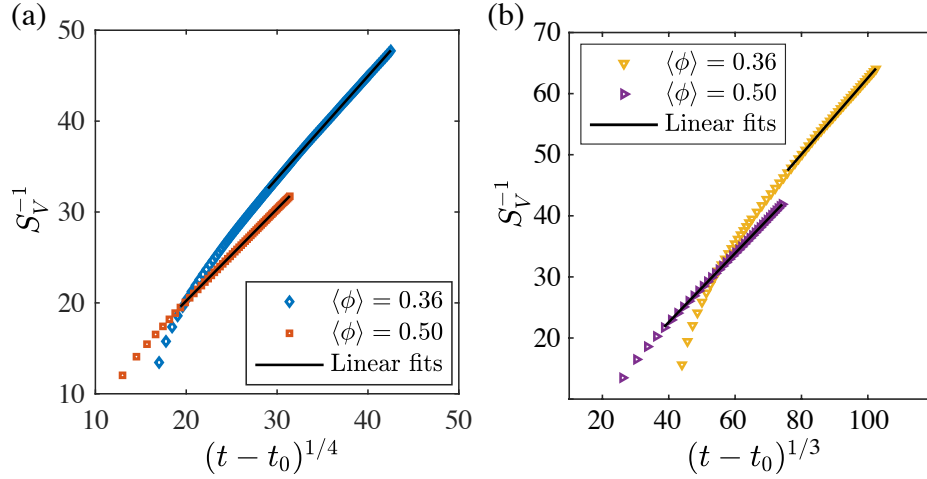 (a)
50
40
30
20
10
10
20
30
40
50
S_V^{-1}
(t − t_0)^{1/4}
⟨ϕ⟩ = 0.36
⟨ϕ⟩ = 0.50
Linear fits
(b)
70
60
50
40
30
20
20
40
60
80
100
S_V^{-1}
(t − t_0)^{1/3}
⟨ϕ⟩ = 0.36
⟨ϕ⟩ = 0.50
Linear fits